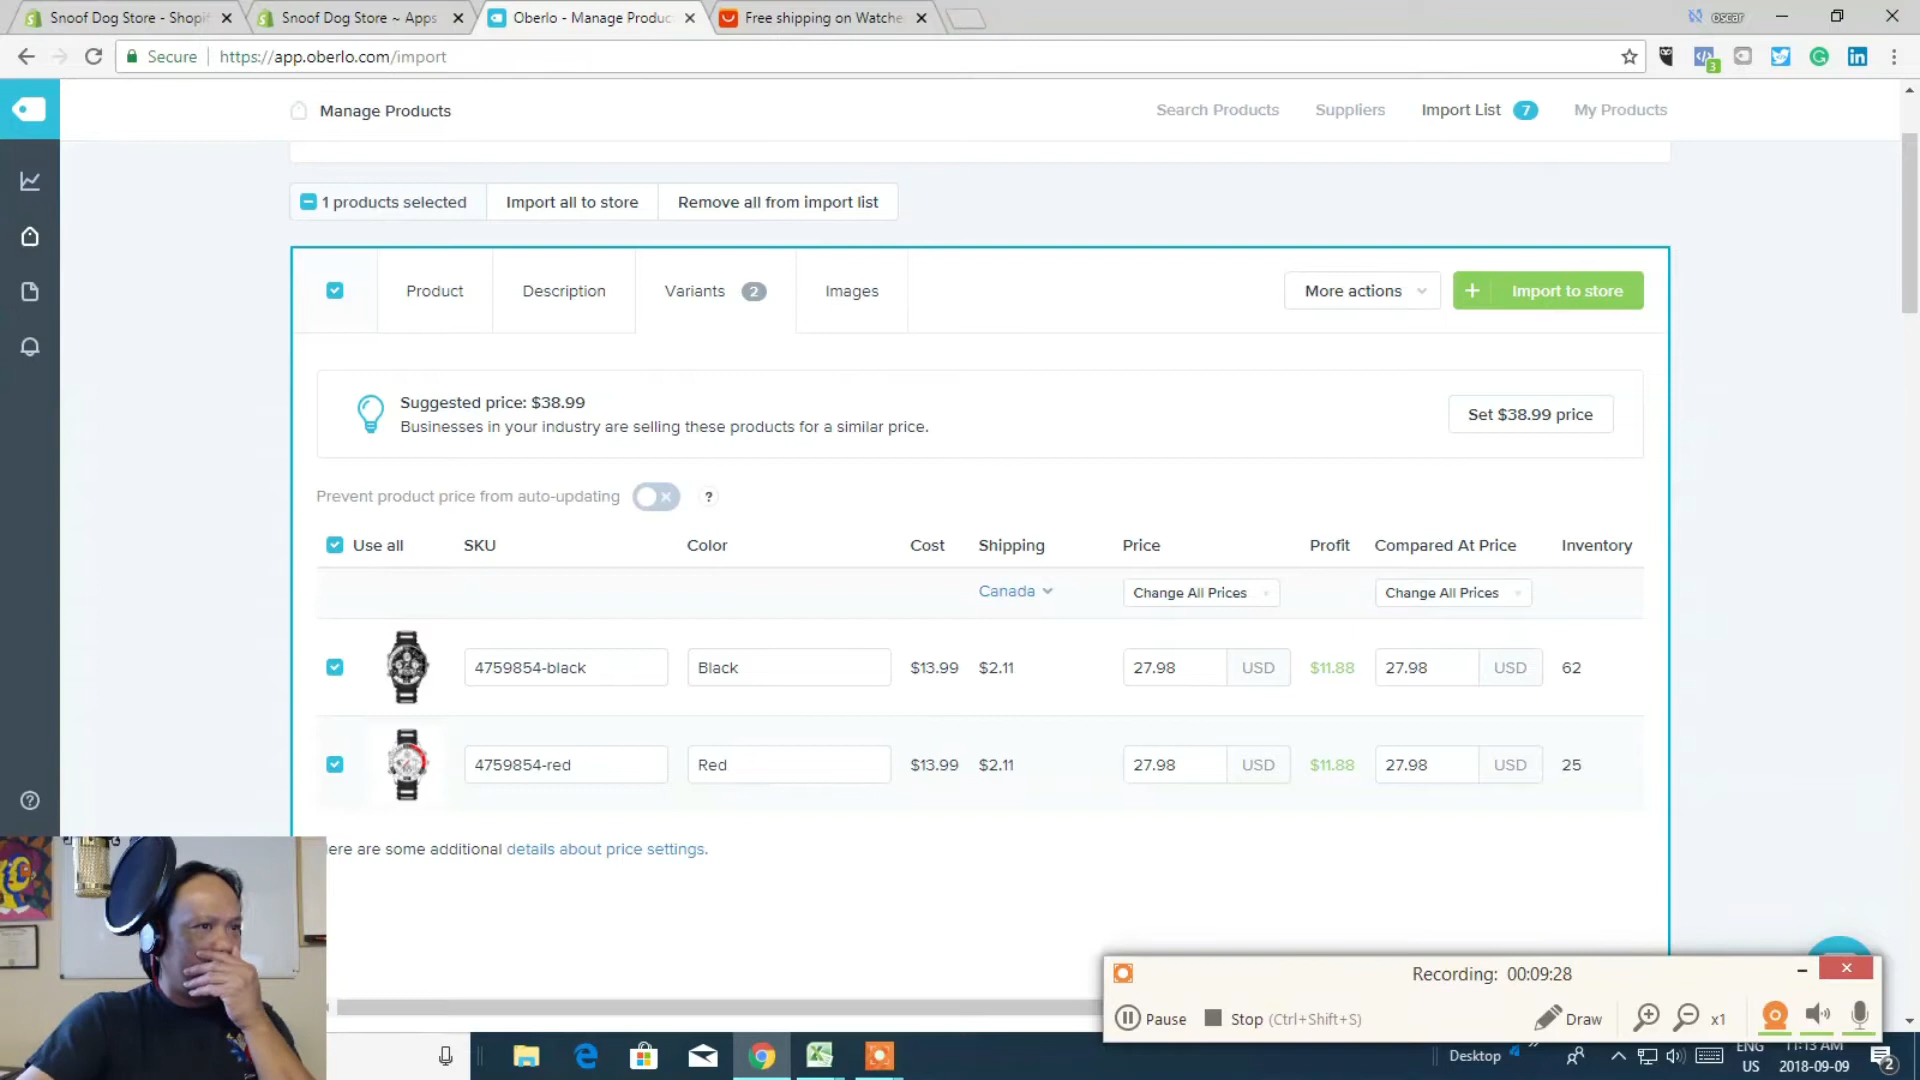 Snoof Dog Store - Shopif
Snoof Dog Store ~ Apps
Oberlo - Manage Produc
Free shipping on Watche
oscar
Secure
https://app.oberlo.com/import
3
Manage Products
Search Products
Suppliers
Import List 7
My Products
1 products selected
Import all to store
Remove all from import list
Product
Description
Variants 2
Images
More actions
+ Import to store
Suggested price: $38.99
Businesses in your industry are selling these products for a similar price.
Set $38.99 price
Prevent product price from auto-updating ?
Use all SKU Color Cost Shipping Price Profit Compared At Price Inventory
Canada Change All Prices Change All Prices
4759854-black Black $13.99 $2.11 27.98 USD $11.88 27.98 USD 62
4759854-red Red $13.99 $2.11 27.98 USD $11.88 27.98 USD 25
ere are some additional details about price settings.
Recording: 00:09:28
Pause
Stop (Ctrl+Shift+S)
Draw
x1
Desktop
ENG
US
11:13 AM
2018-09-09
2